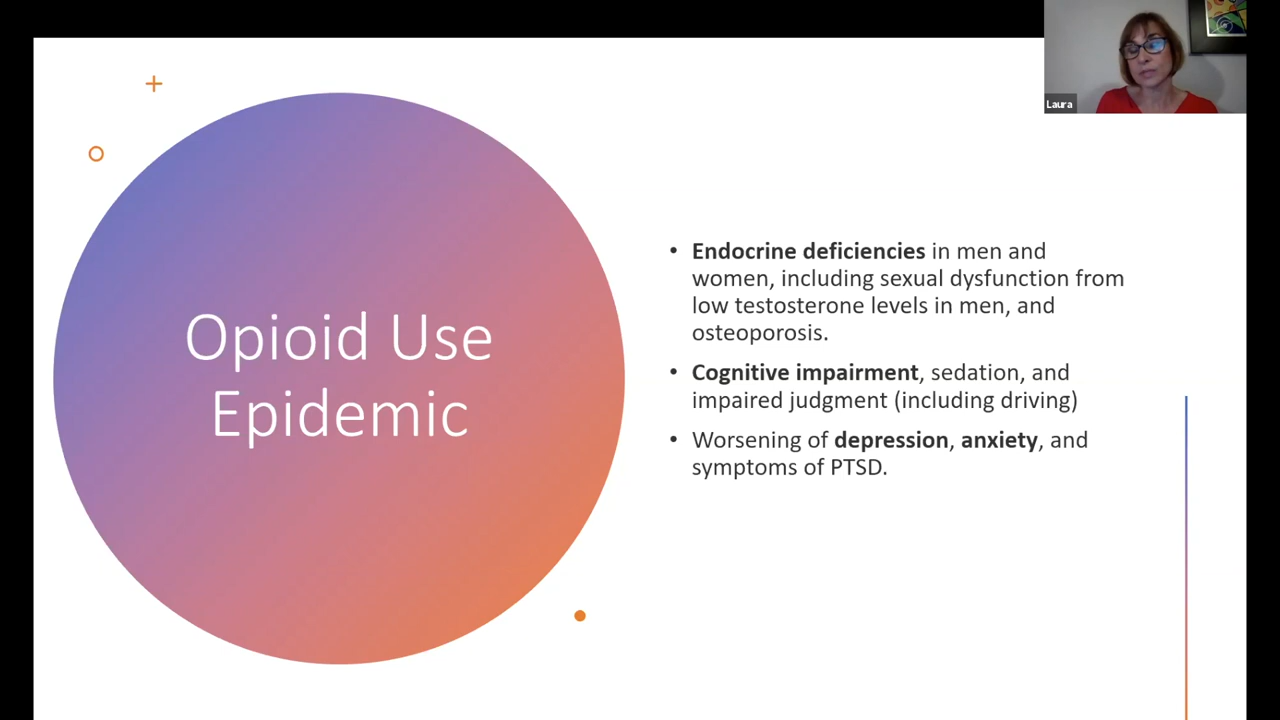 Laura
Opioid Use
Epidemic
• Endocrine deficiencies in men and
women, including sexual dysfunction from
low testosterone levels in men, and
osteoporosis.
• Cognitive impairment, sedation, and
impaired judgment (including driving)
• Worsening of depression, anxiety, and
symptoms of PTSD.